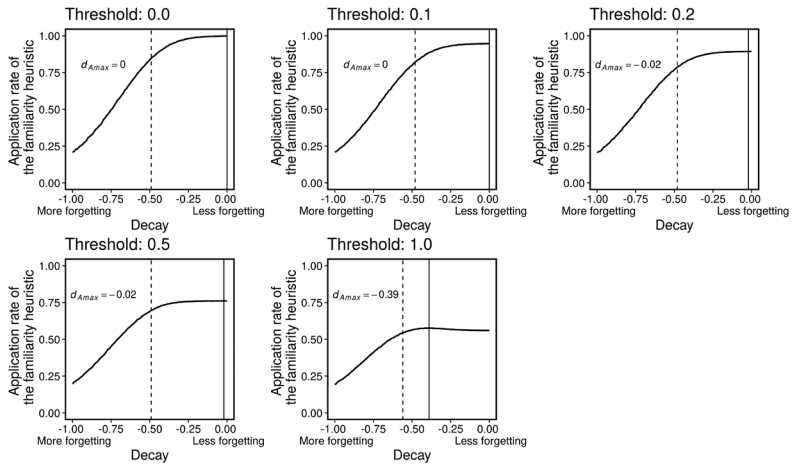 Threshold: 0.0
Application rate of
the familiarity heuristic
1.00
0.75
0.50
0.25
0.00
d Amax = 0
-1.00 -0.75 -0.50 -0.25 0.00
More forgetting Less forgetting
Decay
Threshold: 0.1
Application rate of
the familiarity heuristic
1.00
0.75
0.50
0.25
0.00
d Amax = 0
-1.00 -0.75 -0.50 -0.25 0.00
More forgetting Less forgetting
Decay
Threshold: 0.2
Application rate of
the familiarity heuristic
1.00
0.75
0.50
0.25
0.00
d Amax = −0.02
-1.00 -0.75 -0.50 -0.25 0.00
More forgetting Less forgetting
Decay
Threshold: 0.5
Application rate of
the familiarity heuristic
1.00
0.75
0.50
0.25
0.00
d Amax = −0.02
-1.00 -0.75 -0.50 -0.25 0.00
More forgetting Less forgetting
Decay
Threshold: 1.0
Application rate of
the familiarity heuristic
1.00
0.75
0.50
0.25
0.00
d Amax = −0.39
-1.00 -0.75 -0.50 -0.25 0.00
More forgetting Less forgetting
Decay